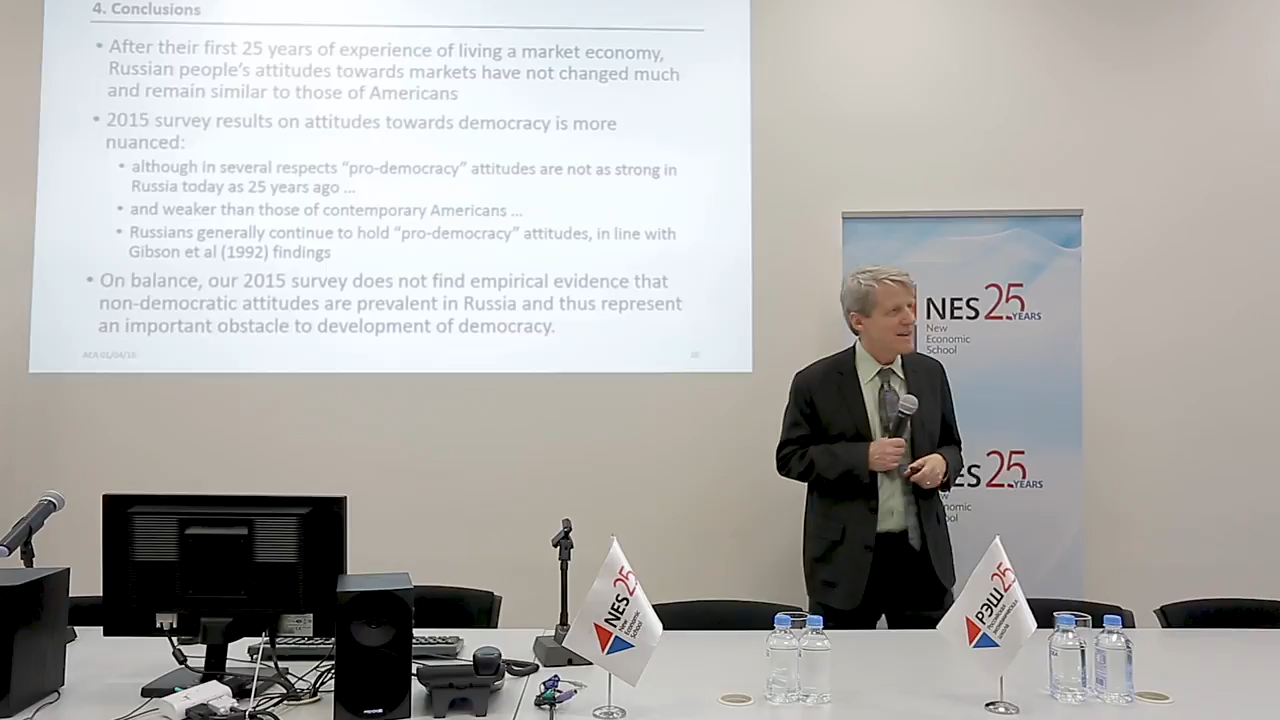 4. Conclusions
• After their first 25 years of experience of living a market economy,
Russian people's attitudes towards markets have not changed much
and remain similar to those of Americans
• 2015 survey results on attitudes towards democracy is more
nuanced:
• although in several respects “pro-democracy” attitudes are not as strong in
Russia today as 25 years ago ...
• and weaker than those of contemporary Americans ...
• Russians generally continue to hold “pro-democracy” attitudes, in line with
Gibson et al (1992) findings
• On balance, our 2015 survey does not find empirical evidence that
non-democratic attitudes are prevalent in Russia and thus represent
an important obstacle to development of democracy.
NES 25
YEARS
New
Economic
School
ES 25
YEARS
NES 25
New
Economic
School
РЭШ 25